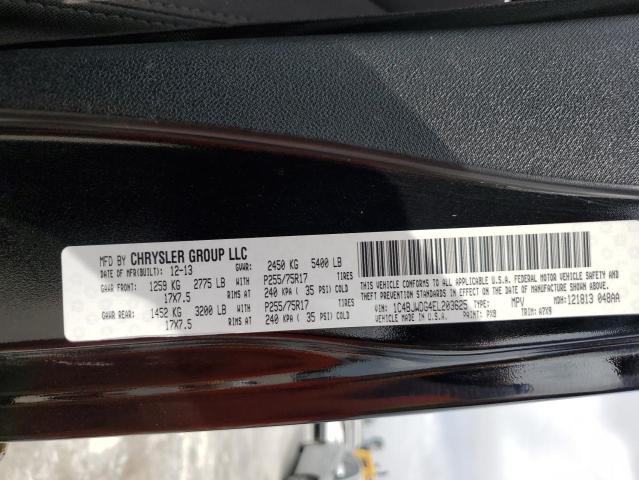 MFD BY CHRYSLER GROUP LLC
DATE OF MFR(BUILT): 12-13 GVWR: 2450 KG 5400 LB
GAWR FRONT: 1259 KG 2775 LB WITH P255/75R17 TIRES
17X7.5 RIMS AT 240 KPA ( 35 PSI) COLD
GAWR REAR: 1452 KG 3200 LB WITH P255/75R17 TIRES
17X7.5 RIMS AT 240 KPA ( 35 PSI) COLD
THIS VEHICLE CONFORMS TO ALL APPLICABLE U.S.A. FEDERAL MOTOR VEHICLE SAFETY,
BUMPER AND THEFT PREVENTION STANDARDS IN EFFECT ON THE DATE OF MANUFACTURE SHOWN ABOVE.
VIN: 1C4BJWDG4EL203625 TYPE: MPV MDH: 121813 048AA
VEHICLE MADE IN U.S.A. PAINT: PX8 TRIM: A7X9